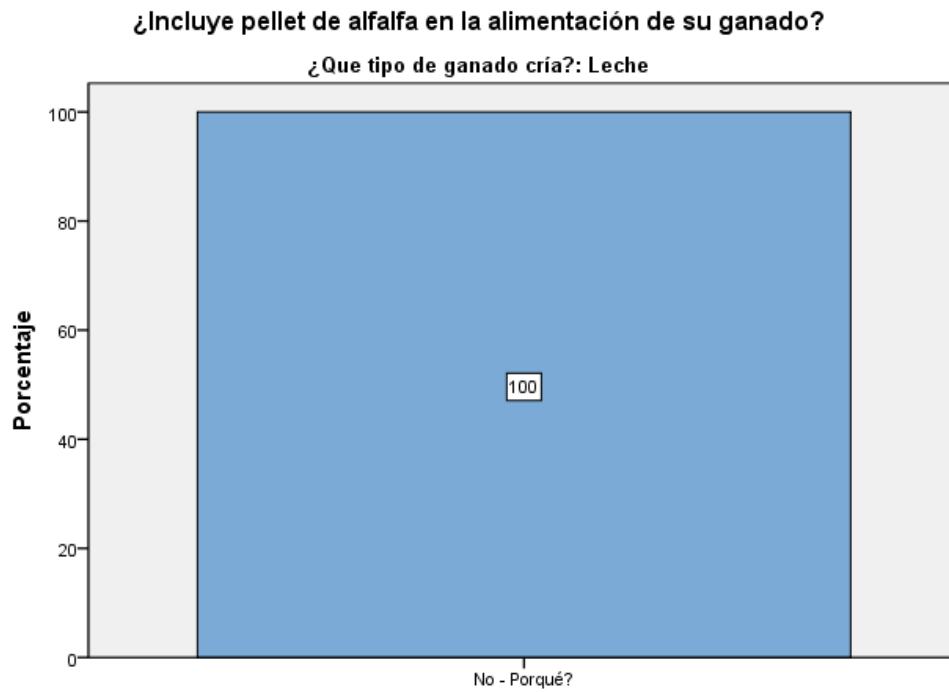 ¿Incluye pellet de alfalfa en la alimentación de su ganado?
¿Que tipo de ganado cría?: Leche
Porcentaje
100
80
60
40
20
0
100
No - Porqué?